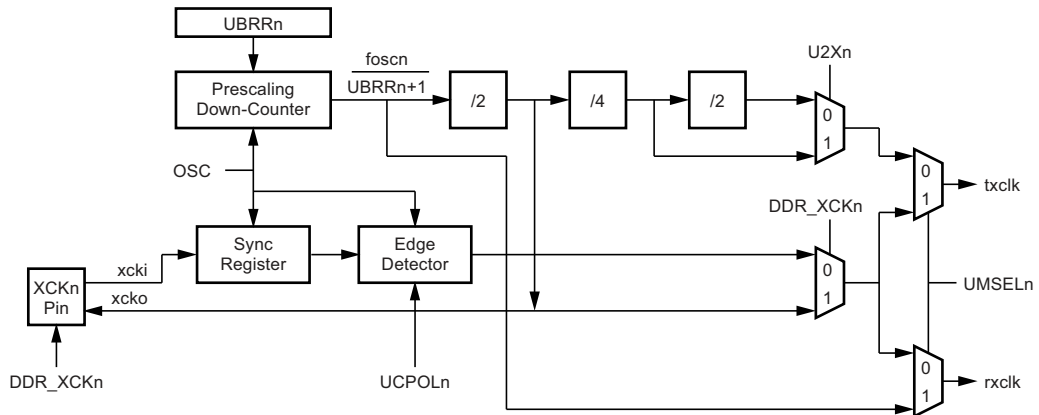 UBRRn
Prescaling
Down-Counter
foscn
UBRRn+1
/2
/4
/2
U2Xn
0
1
OSC
0
1
txclk
DDR_XCKn
Sync
Register
Edge
Detector
0
1
xcki
XCKn
Pin
xcko
UMSELn
DDR_XCKn
UCPOLn
0
1
rxclk